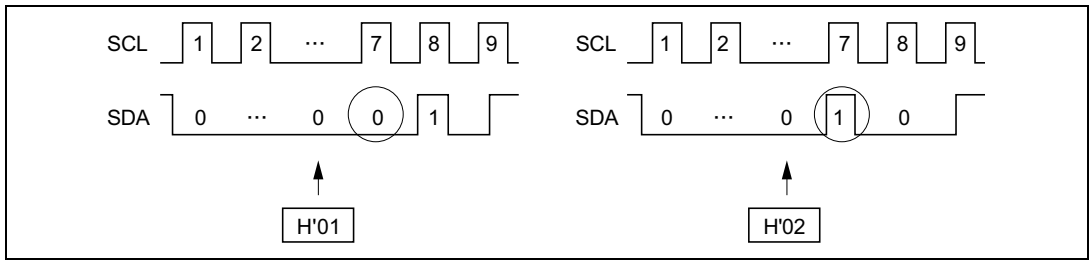 SCL 1 2 ... 7 8 9 SCL 1 2 ... 7 8 9
SDA 0 ... 0 0 1 SDA 0 ... 0 1 0
H'01 H'02